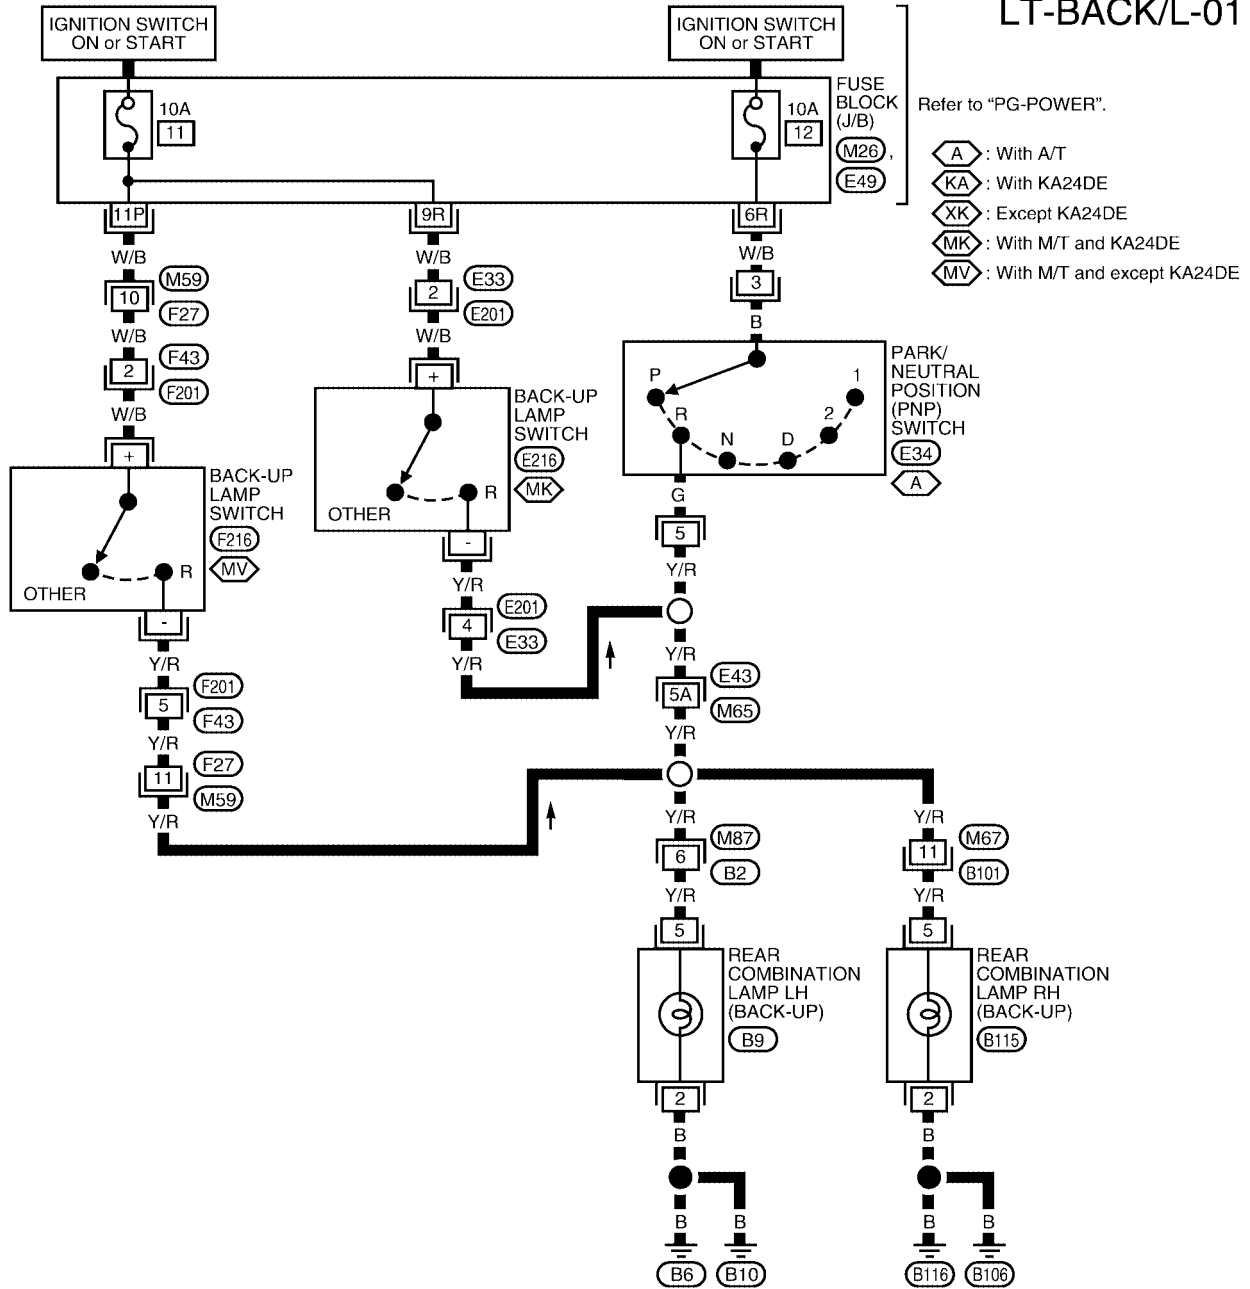 LT-BACK/L-01
IGNITION SWITCH
ON or START
IGNITION SWITCH
ON or START
10A
11
10A
12
FUSE
BLOCK
(J/B)
M26 ,
E49
Refer to “PG-POWER”.
A : With A/T
KA : With KA24DE
XK : Except KA24DE
MK : With M/T and KA24DE
MV : With M/T and except KA24DE
11P
9R
6R
W/B
W/B
W/B
10
M59
F27
2
E33
E201
3
W/B
W/B
B
2
F43
F201
W/B
+
+
BACK-UP
LAMP
SWITCH
E216
MK
OTHER
R
-
PARK/
NEUTRAL
POSITION
(PNP)
SWITCH
E34
A
P
R
N
D
2
1
G
5
Y/R
BACK-UP
LAMP
SWITCH
F216
MV
OTHER
R
-
Y/R
4
E201
E33
Y/R
Y/R
5A
E43
M65
Y/R
Y/R
5
F201
F43
Y/R
11
F27
M59
Y/R
Y/R
6
M87
B2
Y/R
Y/R
11
M67
B101
Y/R
5
REAR
COMBINATION
LAMP LH
(BACK-UP)
B9
5
REAR
COMBINATION
LAMP RH
(BACK-UP)
B115
2
2
B
B
B
B
B
B
B6
B10
B116
B106